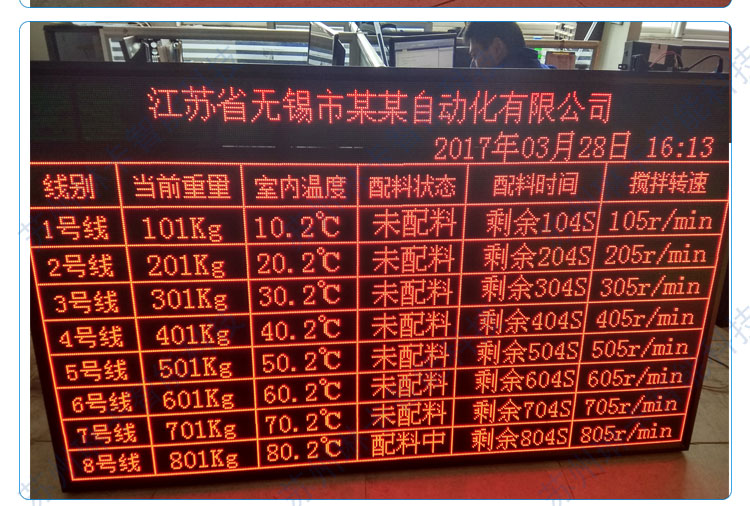 江苏省无锡市某某自动化有限公司
2017年03月28日 16:13
线别 当前重量 室内温度 配料状态 配料时间 搅拌转速
1号线 101Kg 10.2℃ 未配料 剩余104S 105r/min
2号线 201Kg 20.2℃ 未配料 剩余204S 205r/min
3号线 301Kg 30.2℃ 未配料 剩余304S 305r/min
4号线 401Kg 40.2℃ 未配料 剩余404S 405r/min
5号线 501Kg 50.2℃ 未配料 剩余504S 505r/min
6号线 601Kg 60.2℃ 未配料 剩余604S 605r/min
7号线 701Kg 70.2℃ 未配料 剩余704S 705r/min
8号线 801Kg 80.2℃ 配料中 剩余804S 805r/min